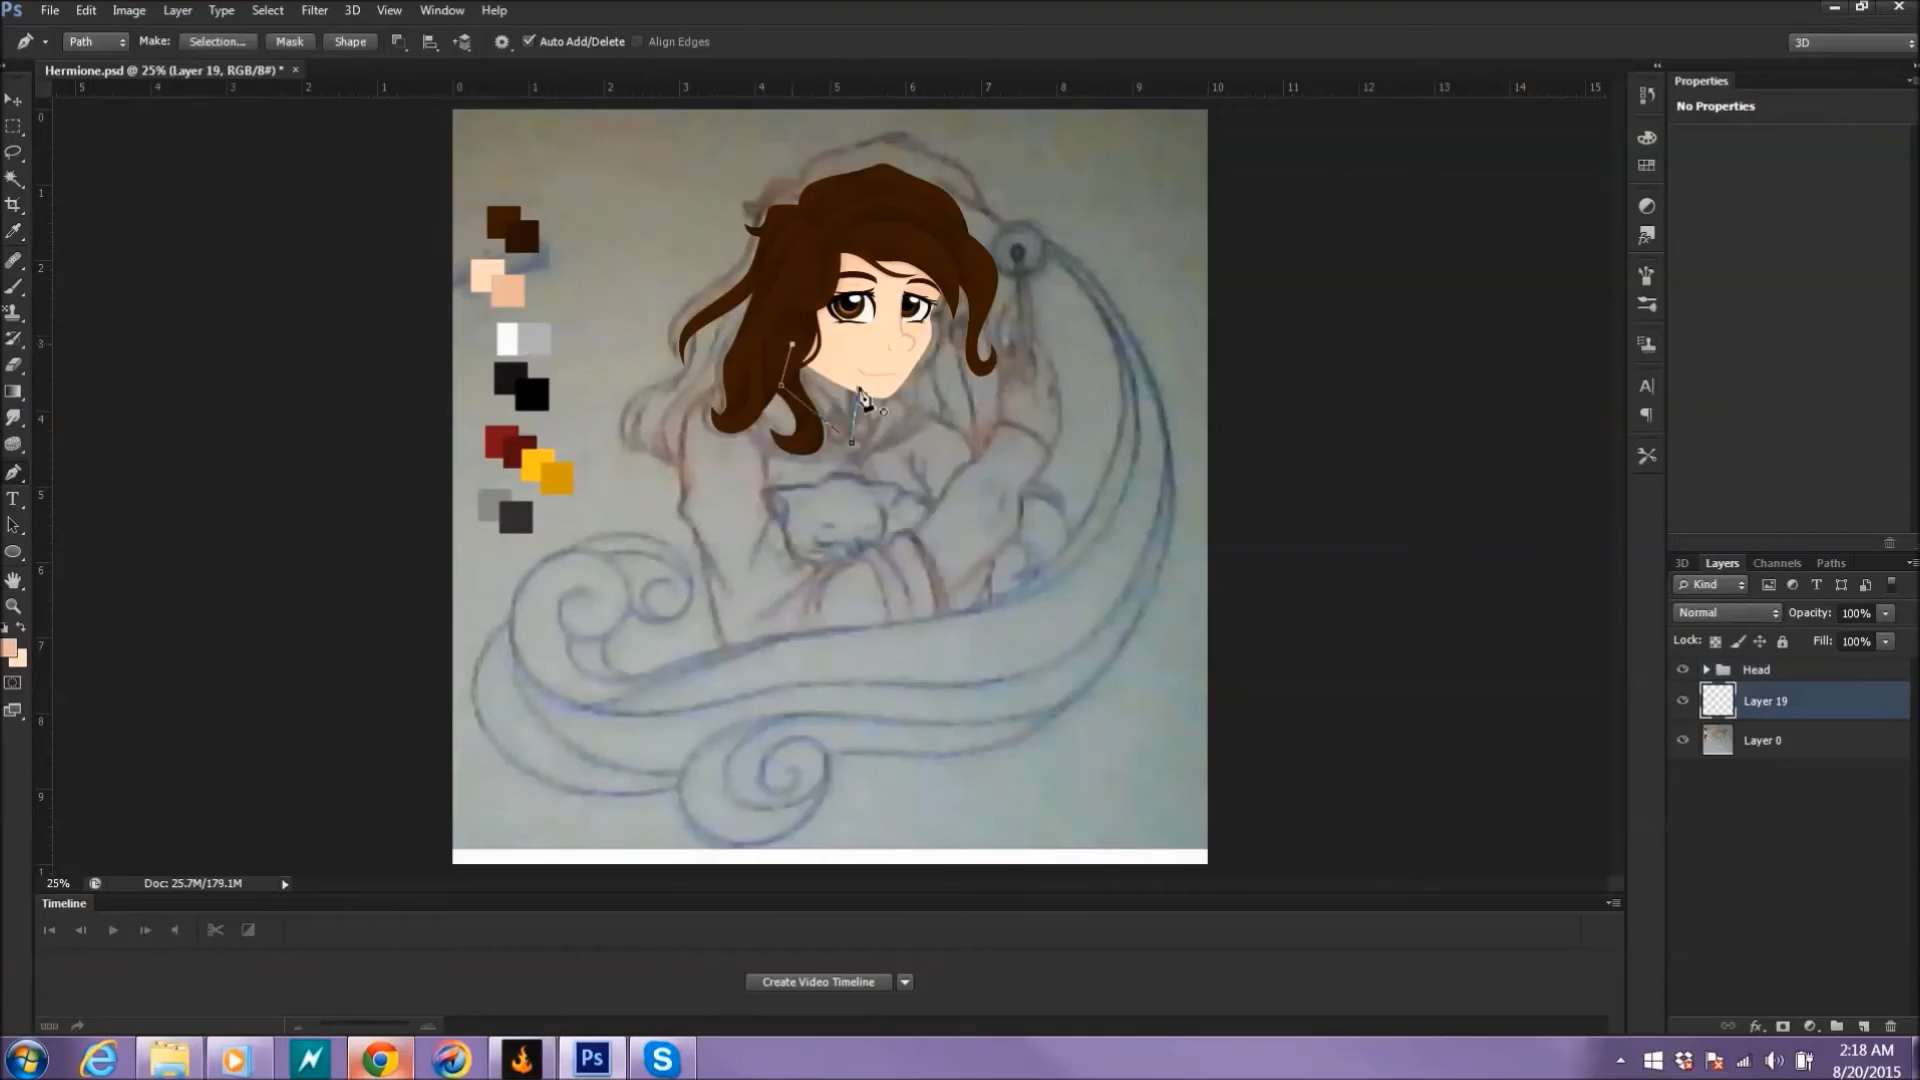 Ps File Edit Image Layer Type Select Filter 3D View Window Help
Path Make: Selection... Mask Shape Auto Add/Delete Align Edges 3D
Hermione.psd @ 25% (Layer 19, RGB/8#) * ×
5 4 3 2 1 0 1 2 3 4 5 6 7 8 9 10 11 12 13 14 15
0
1
2
3
4
5
6
7
8
9
1
Properties
No Properties
3D Layers Channels Paths
Kind
Normal Opacity: 100%
Lock: Fill: 100%
Head
Layer 19
Layer 0
25% Doc: 25.7M/179.1M
Timeline
Create Video Timeline
Ps
2:18 AM
8/20/2015